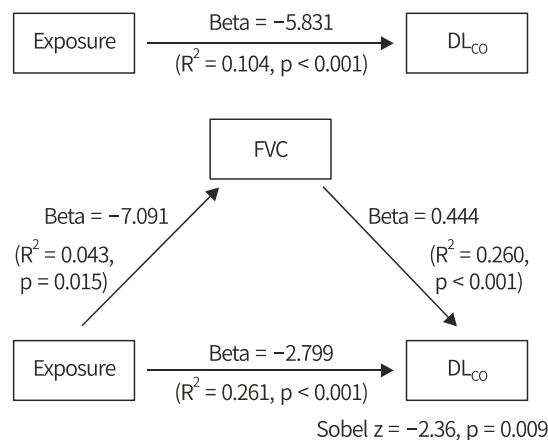 Beta = −5.831
Exposure
DL_CO
(R² = 0.104, p < 0.001)
FVC
Beta = −7.091
Beta = 0.444
(R² = 0.043,
p = 0.015)
(R² = 0.260,
p < 0.001)
Beta = −2.799
Exposure
DL_CO
(R² = 0.261, p < 0.001)
Sobel z = −2.36, p = 0.009